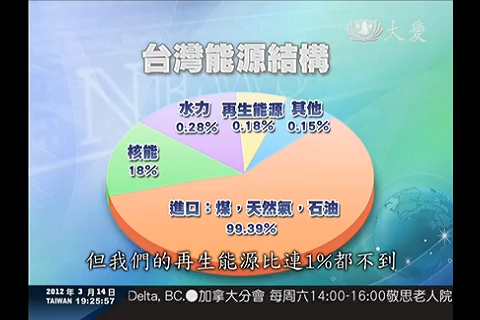 大愛
台灣能源結構
水力
0.28%
再生能源
0.18%
其他
0.15%
核能
18%
進口：煤，天然氣，石油
99.39%
但我們的再生能源比連1%都不到
2012 年 3 月 14 日
TAIWAN 19:25:57
Delta, BC.●加拿大分會 每周六14:00-16:00敬思老人院